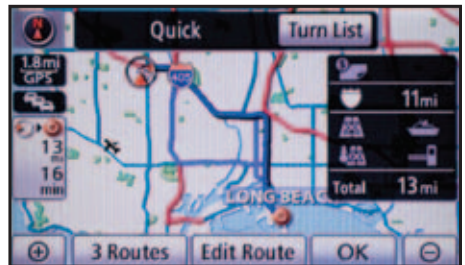 Quick
Turn List
1.8mi
GPS
405
11mi
13
mi
16
min
Total 13mi
LONG BEAC
3 Routes
Edit Route
OK